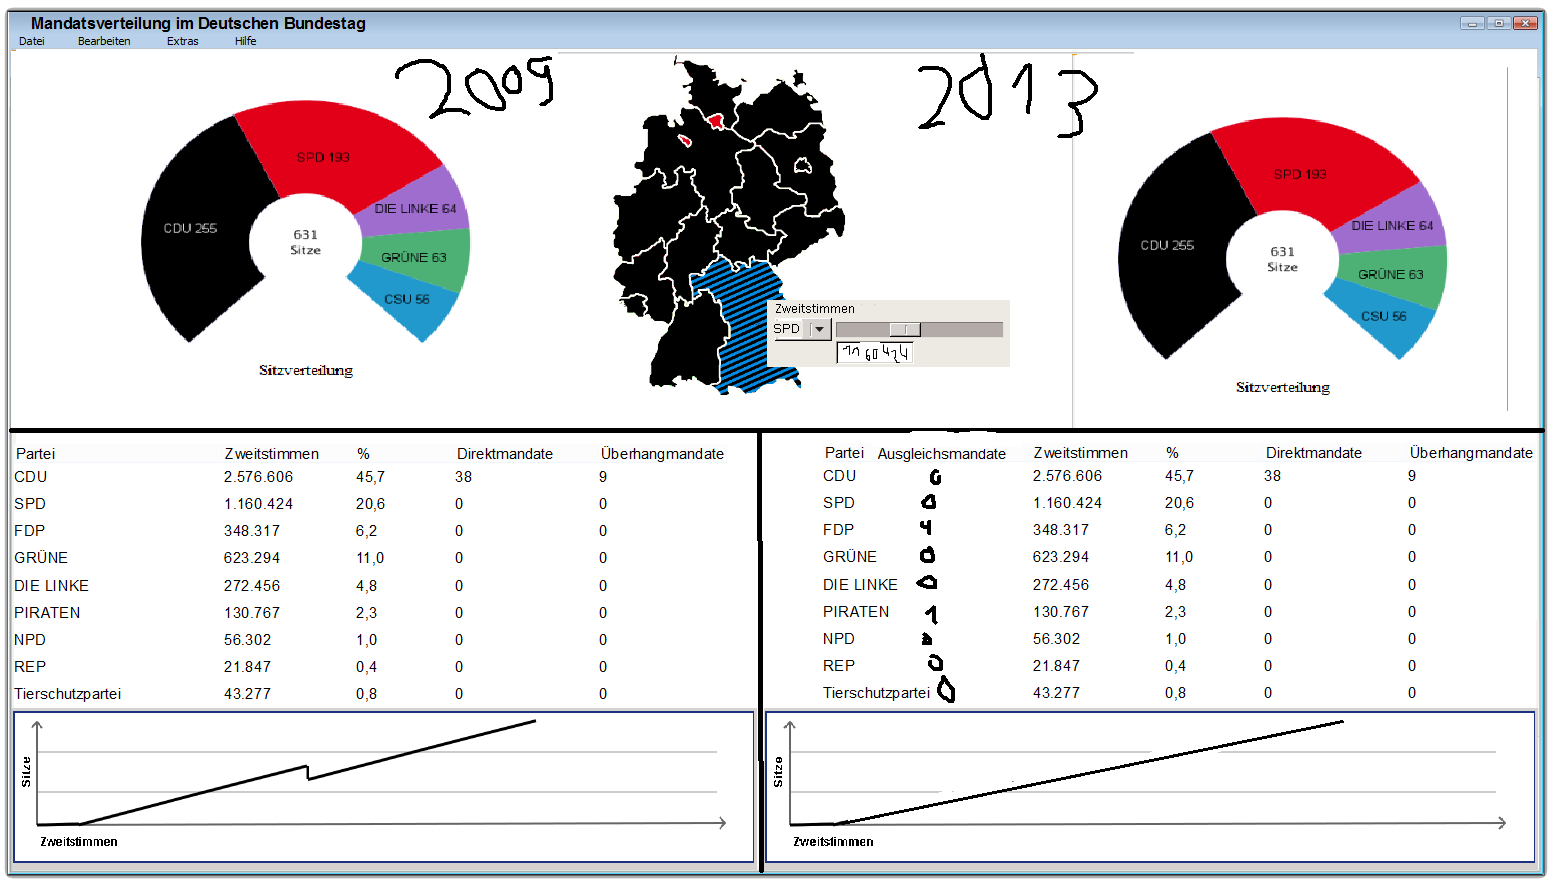 Mandatsverteilung im Deutschen Bundestag
Datei Bearbeiten Extras Hilfe
2009
2013
SPD 193
CDU 255
DIE LINKE 64
631
Sitze
GRÜNE 63
CSU 56
Sitzverteilung
Zweitstimmen
SPD
1160424
SPD 193
CDU 255
DIE LINKE 64
631
Sitze
GRÜNE 63
CSU 56
Sitzverteilung
Partei Zweitstimmen % Direktmandate Überhangmandate
CDU 2.576.606 45,7 38 9
SPD 1.160.424 20,6 0 0
FDP 348.317 6,2 0 0
GRÜNE 623.294 11,0 0 0
DIE LINKE 272.456 4,8 0 0
PIRATEN 130.767 2,3 0 0
NPD 56.302 1,0 0 0
REP 21.847 0,4 0 0
Tierschutzpartei 43.277 0,8 0 0
Sitze
Zweitstimmen
Partei Ausgleichsmandate Zweitstimmen % Direktmandate Überhangmandate
CDU 0 2.576.606 45,7 38 9
SPD 0 1.160.424 20,6 0 0
FDP 4 348.317 6,2 0 0
GRÜNE 0 623.294 11,0 0 0
DIE LINKE 0 272.456 4,8 0 0
PIRATEN 1 130.767 2,3 0 0
NPD 56.302 1,0 0 0
REP 0 21.847 0,4 0 0
Tierschutzpartei 0 43.277 0,8 0 0
Sitze
Zweitstimmen